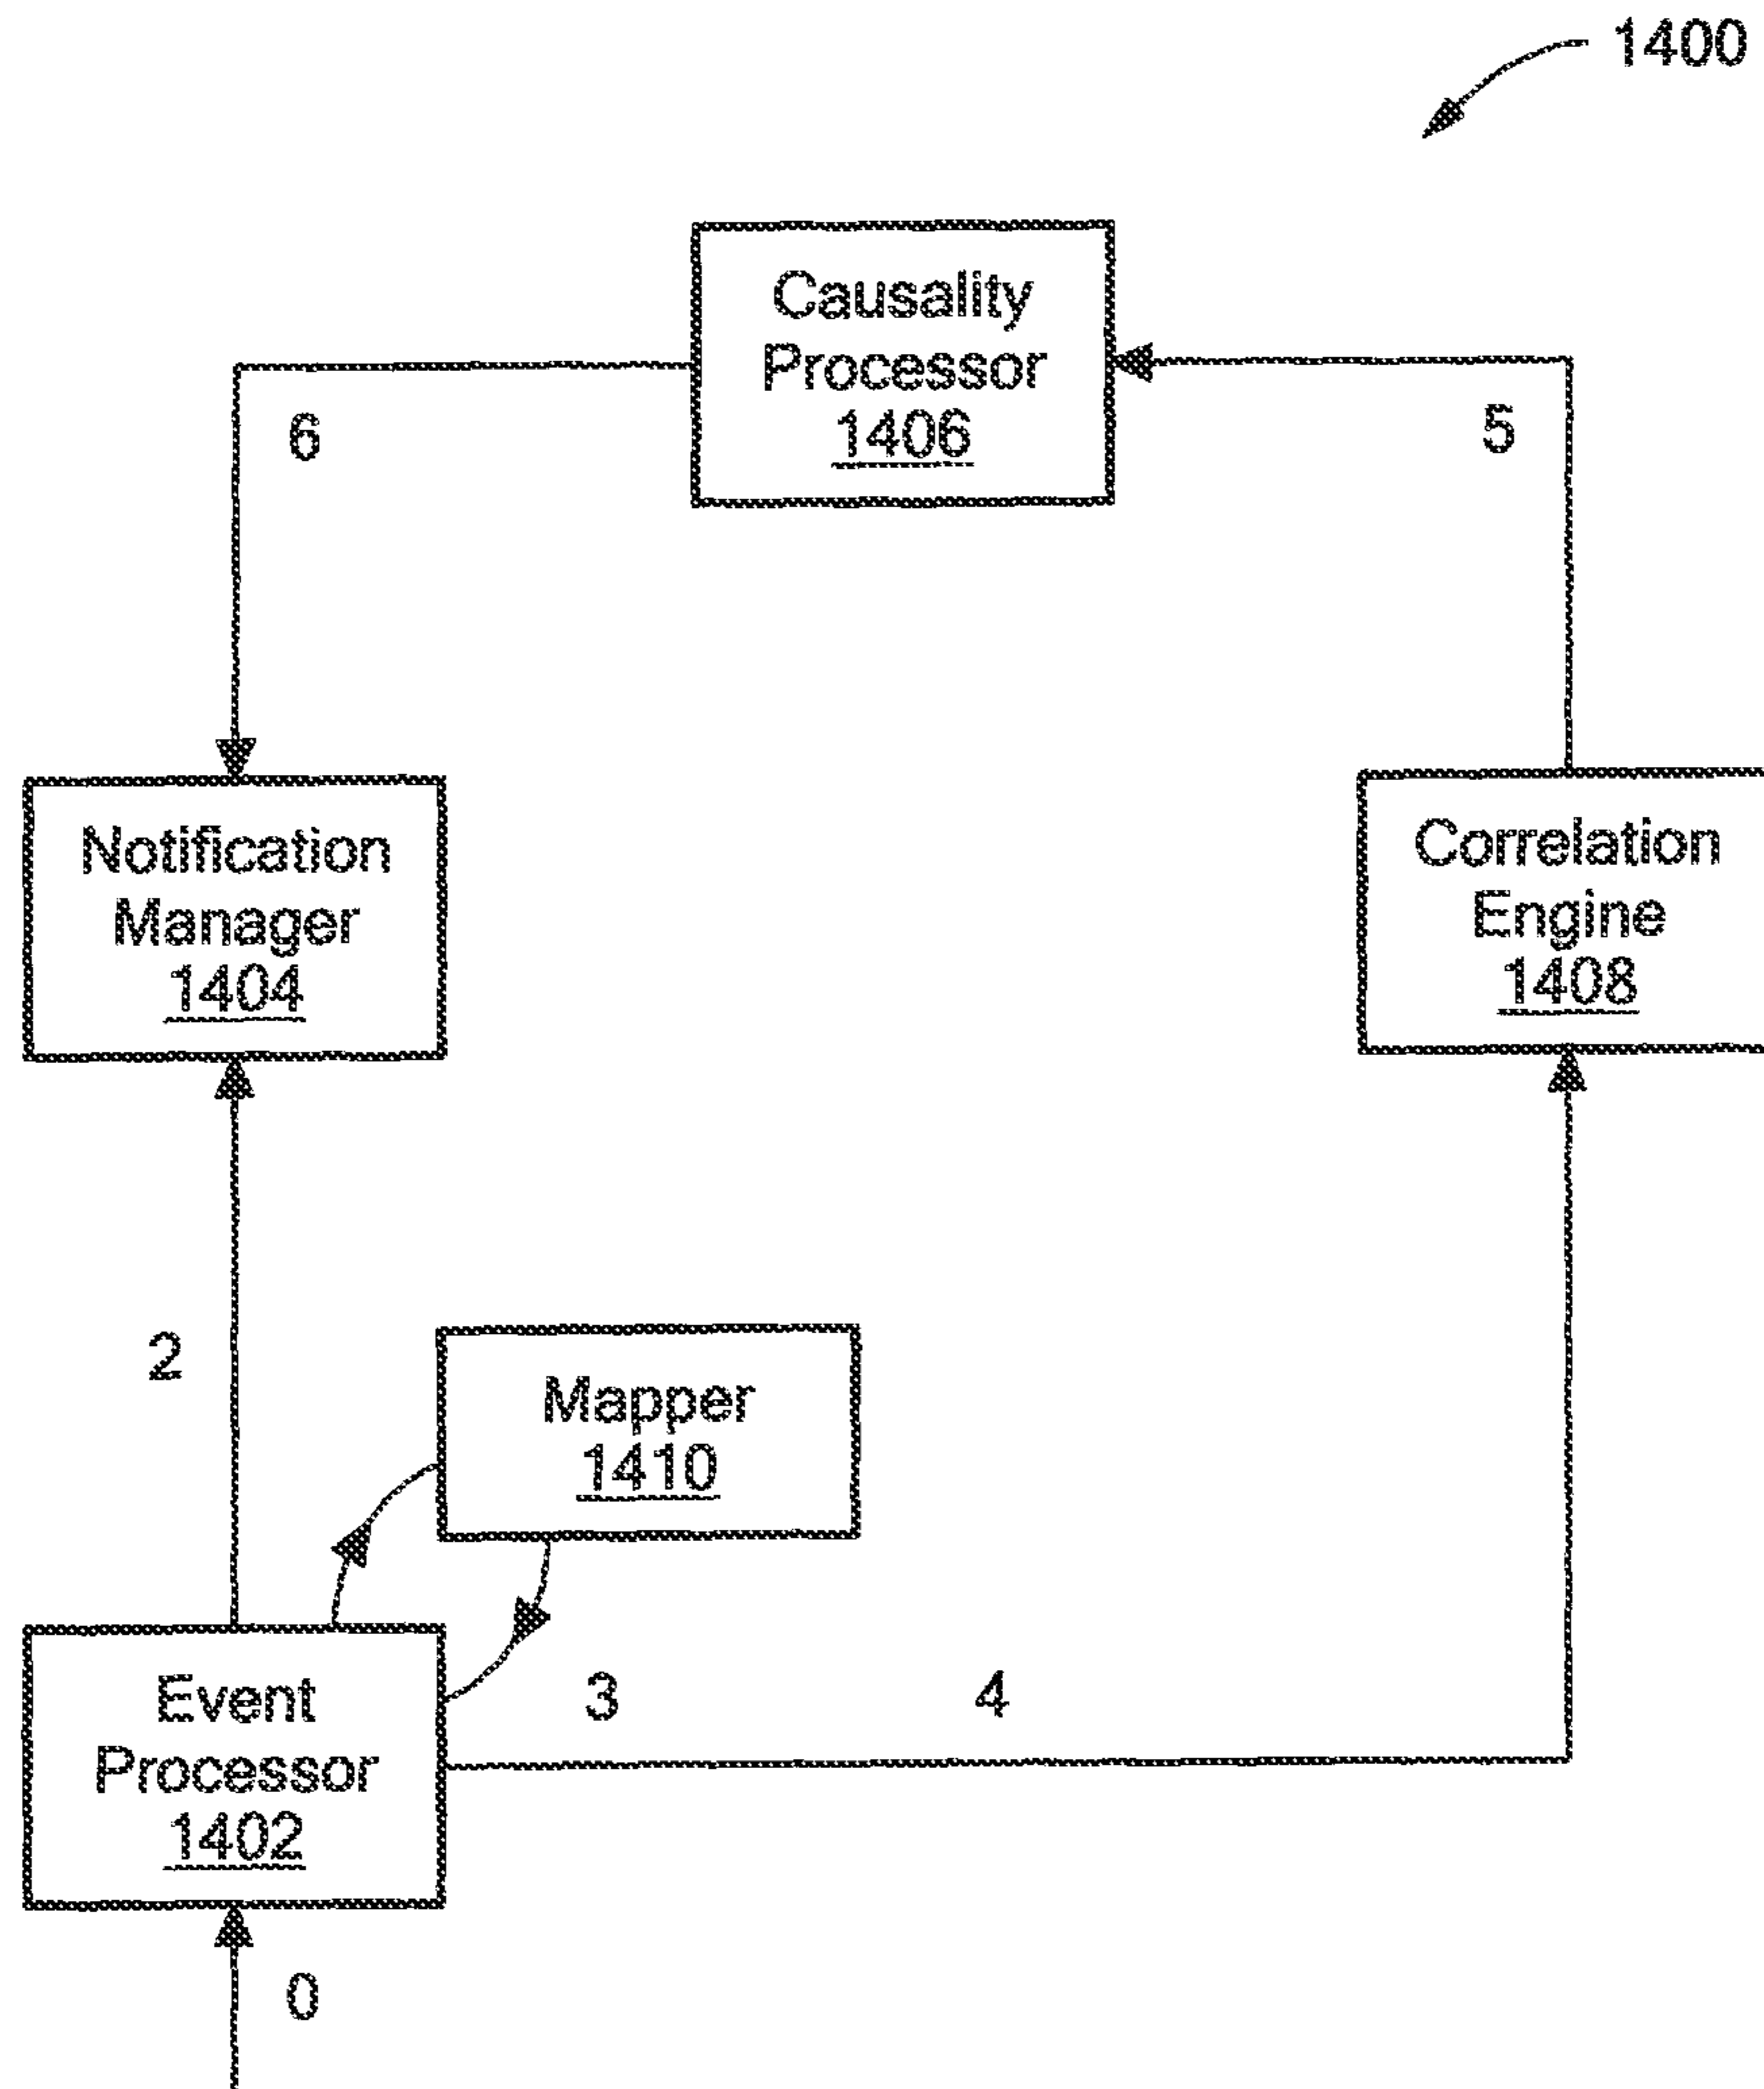 1400
Causality
Processor
1406
6
5
Notification
Manager
1404
Correlation
Engine
1408
2
Mapper
1410
Event
Processor
1402
3
4
0